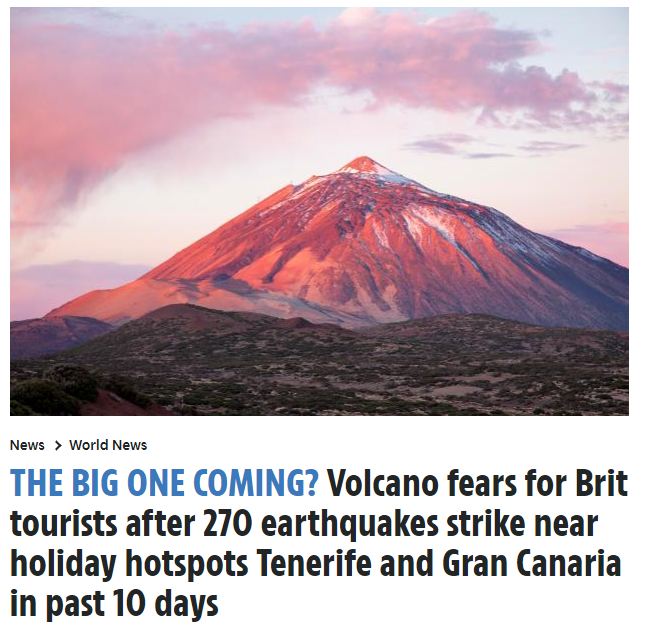 News > World News
THE BIG ONE COMING? Volcano fears for Brit
tourists after 270 earthquakes strike near
holiday hotspots Tenerife and Gran Canaria
in past 10 days